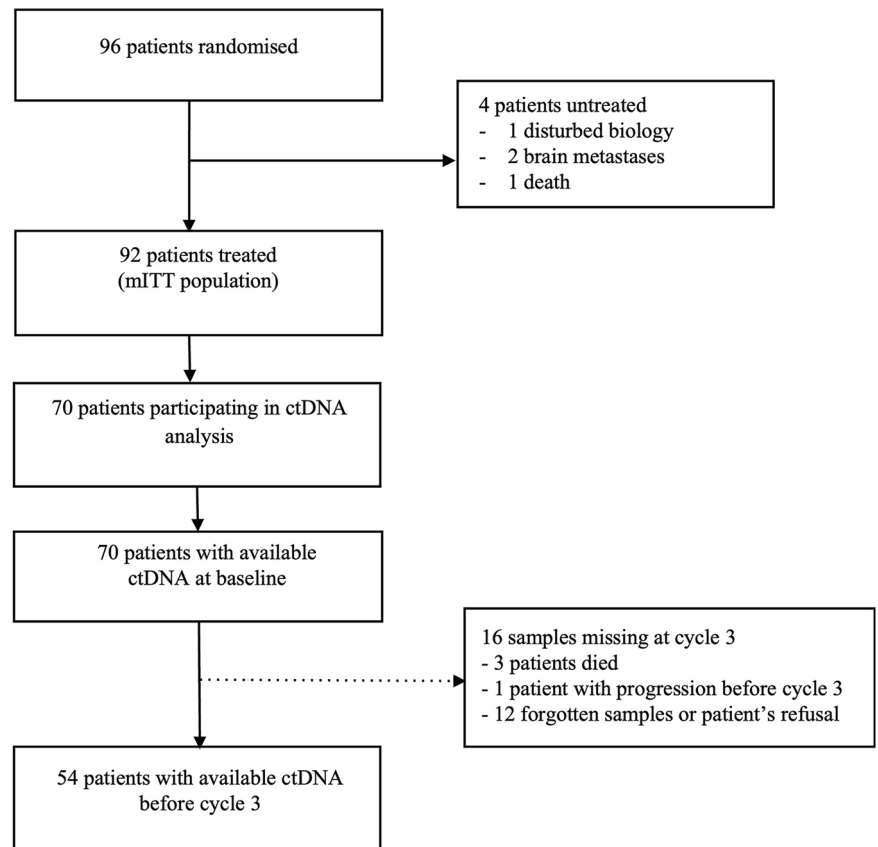 96 patients randomised
4 patients untreated
- 1 disturbed biology
- 2 brain metastases
- 1 death
92 patients treated
(mITT population)
70 patients participating in ctDNA
analysis
70 patients with available
ctDNA at baseline
16 samples missing at cycle 3
- 3 patients died
- 1 patient with progression before cycle 3
- 12 forgotten samples or patient’s refusal
54 patients with available ctDNA
before cycle 3